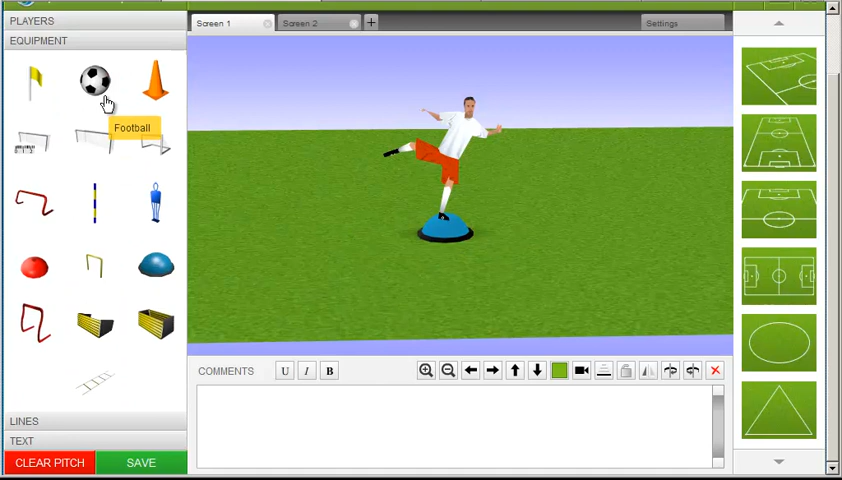 PLAYERS
Screen 1
Screen 2
Settings
EQUIPMENT
Football
COMMENTS
U
I
B
LINES
TEXT
CLEAR PITCH
SAVE